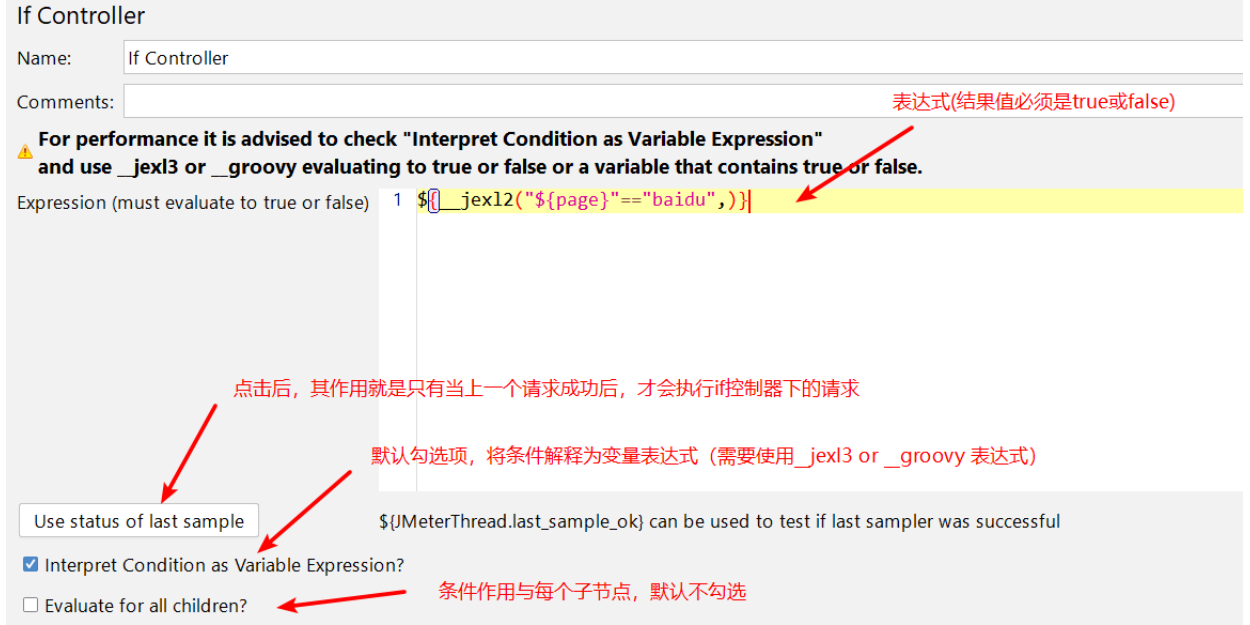 If Controller
Name: If Controller
Comments:
表达式(结果值必须是true或false)
For performance it is advised to check "Interpret Condition as Variable Expression"
and use __jexl3 or __groovy evaluating to true or false or a variable that contains true or false.
Expression (must evaluate to true or false) 1 ${__jexl2("${page}"=="baidu",)}
点击后，其作用就是只有当上一个请求成功后，才会执行if控制器下的请求
默认勾选项，将条件解释为变量表达式（需要使用__jexl3 or __groovy 表达式）
Use status of last sample ${JMeterThread.last_sample_ok} can be used to test if last sampler was successful
Interpret Condition as Variable Expression?
条件作用与每个子节点，默认不勾选
Evaluate for all children?